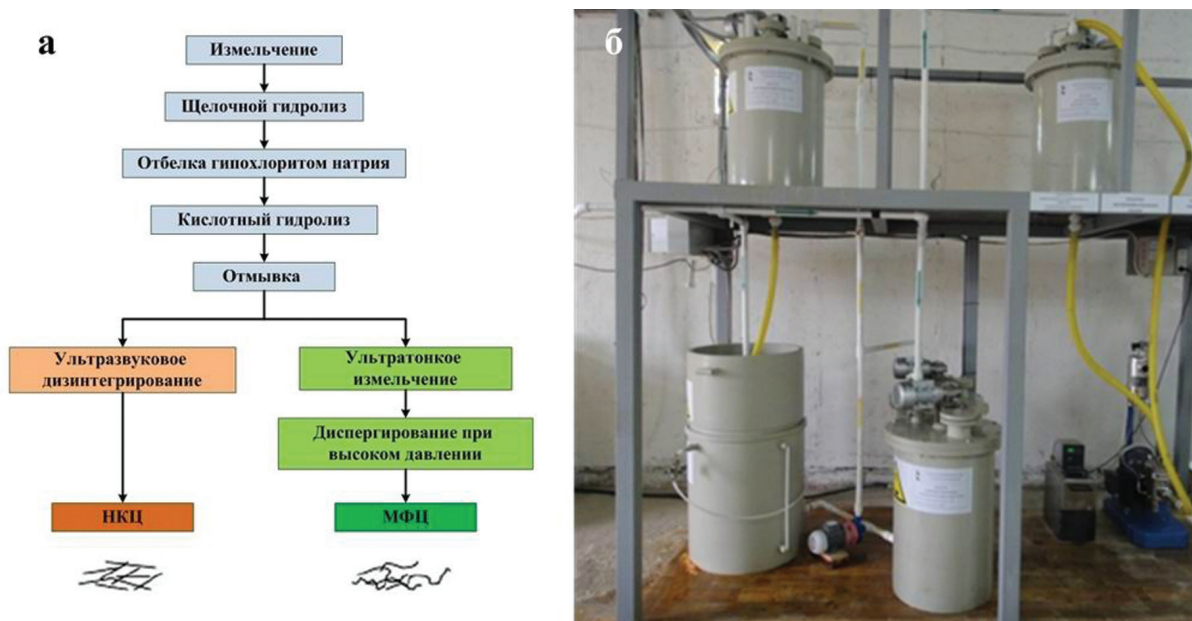 а
Измельчение
Щелочной гидролиз
Отбелка гипохлоритом натрия
Кислотный гидролиз
Отмывка
Ультразвуковое
дизинтегрирование
НКЦ
Ультратонкое
измельчение
Диспергирование при
высоком давлении
МФЦ
б